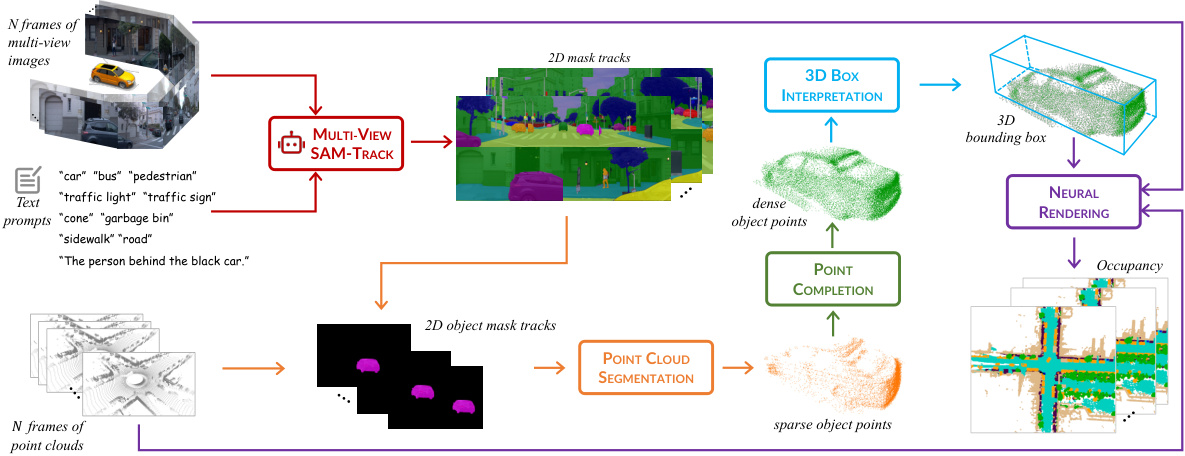 N frames of
multi-view
images
Text
prompts
“car” “bus” “pedestrian”
“traffic light” “traffic sign”
“cone” “garbage bin”
“sidewalk” “road”
“The person behind the black car.”
MULTI-VIEW
SAM-TRACK
2D mask tracks
3D BOX
INTERPRETATION
3D
bounding box
dense
object points
NEURAL
RENDERING
POINT
COMPLETION
Occupancy
2D object mask tracks
POINT CLOUD
SEGMENTATION
sparse object points
N frames of
point clouds